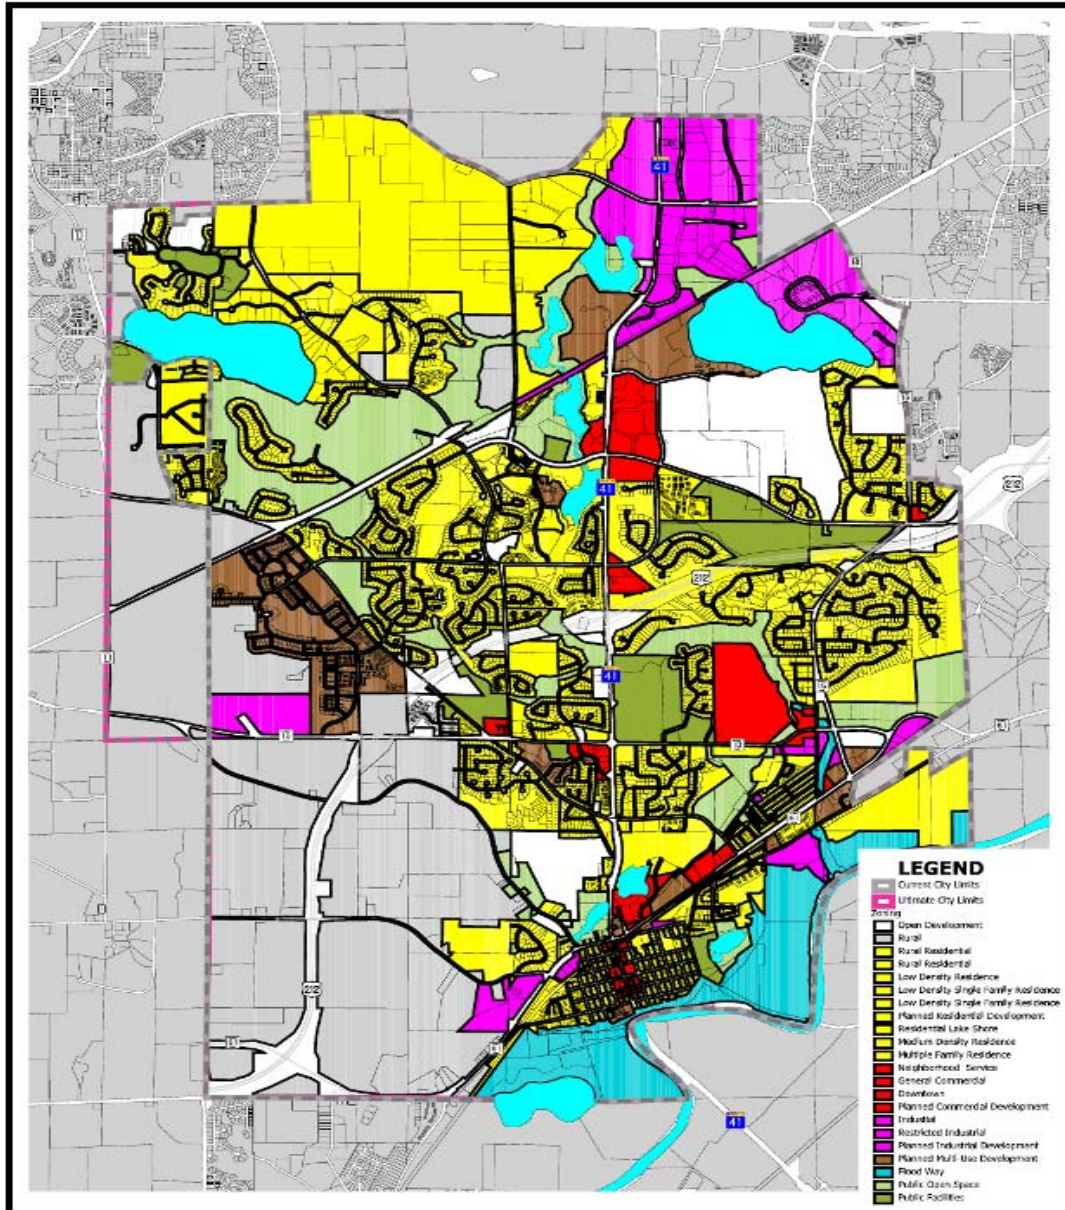 41
212
41
212
41
212
41
LEGEND
Current City Limits
Ultimate City Limits
Zoning
Open Development
Rural
Rural Residential
Rural Residential
Low Density Residence
Low Density Single Family Residence
Low Density Single Family Residence
Planned Residential Development
Residential Lake Shore
Medium Density Residence
Multiple Family Residence
Neighborhood Service
General Commercial
Downtown
Planned Commercial Development
Industrial
Restricted Industrial
Planned Industrial Development
Planned Multi-Use Development
Flood Way
Public Open Space
Public Facilities